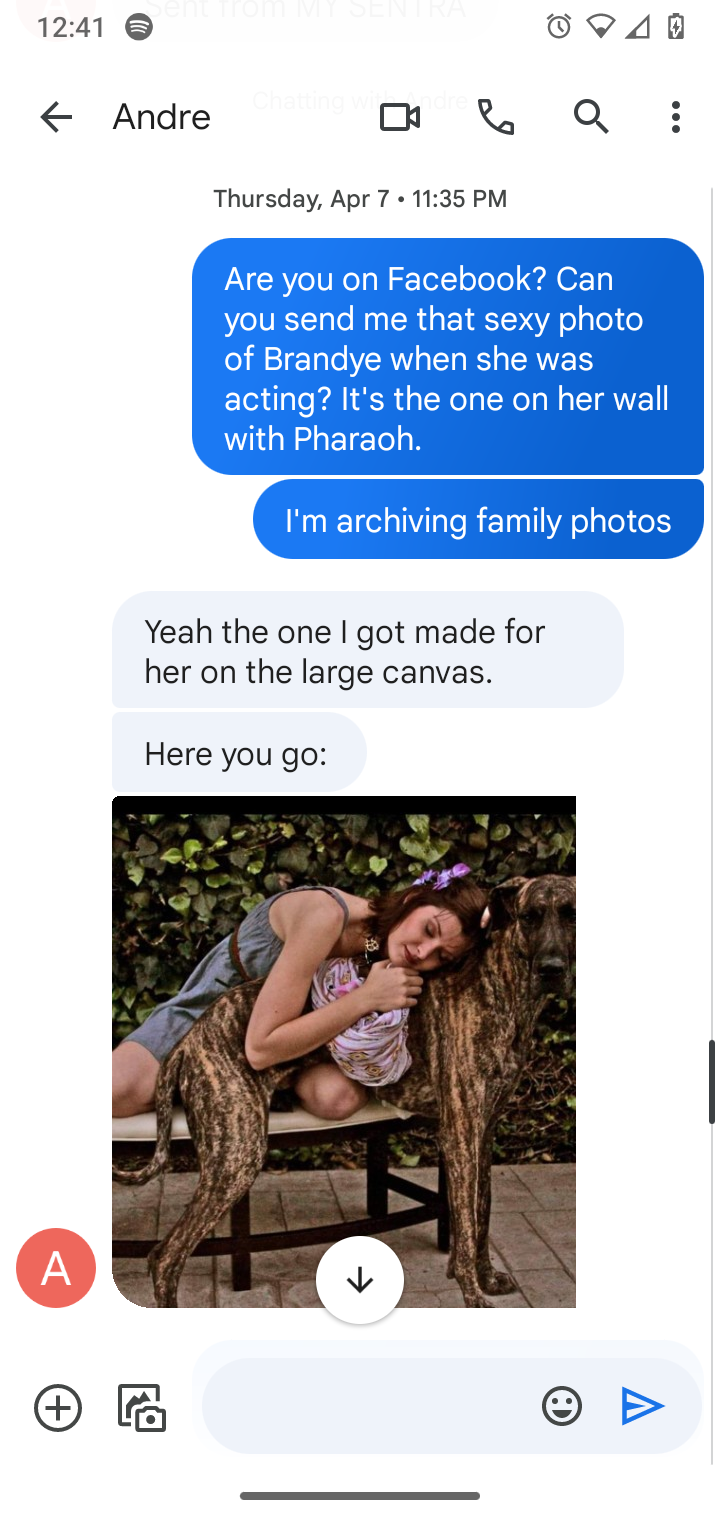 Sent from MY SENTRA
12:41
Chatting with Andre
Andre
Thursday, Apr 7 • 11:35 PM
Are you on Facebook? Can
you send me that sexy photo
of Brandye when she was
acting? It's the one on her wall
with Pharaoh.
I'm archiving family photos
Yeah the one I got made for
her on the large canvas.
Here you go:
A